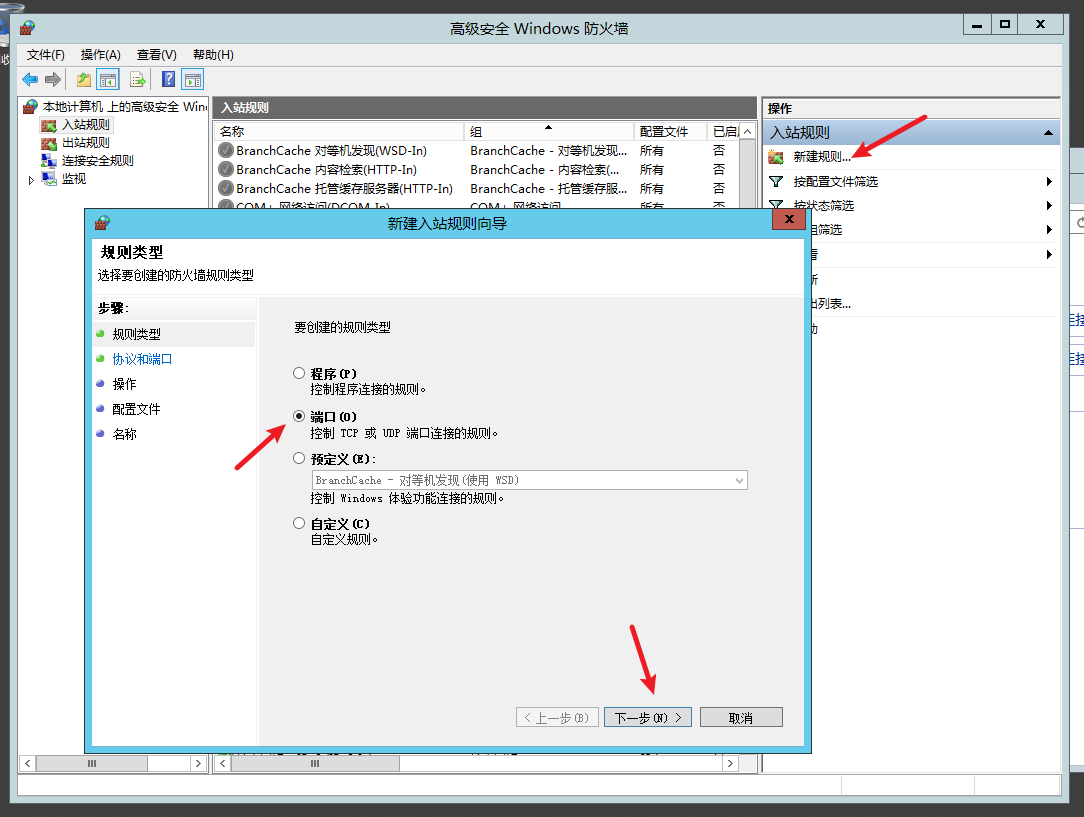 高级安全 Windows 防火墙
文件(F) 操作(A) 查看(V) 帮助(H)
本地计算机 上的高级安全 Wind
入站规则
出站规则
连接安全规则
监视
入站规则
名称 组 配置文件 已启
BranchCache 对等机发现(WSD-In) BranchCache - 对等机发现... 所有 否
BranchCache 内容检索(HTTP-In) BranchCache - 内容检索(... 所有 否
BranchCache 托管缓存服务器(HTTP-In) BranchCache - 托管缓存服... 所有 否
COM+ 网络访问(DCOM-In) COM+ 网络访问 所有 否
操作
入站规则
新建规则...
按配置文件筛选
按状态筛选
组筛选
看
新
出列表...
助
新建入站规则向导
规则类型
选择要创建的防火墙规则类型
步骤:
规则类型
协议和端口
操作
配置文件
名称
要创建的规则类型
程序(P)
控制程序连接的规则。
端口(O)
控制 TCP 或 UDP 端口连接的规则。
预定义(E):
BranchCache - 对等机发现(使用 WSD)
控制 Windows 体验功能连接的规则。
自定义(C)
自定义规则。
< 上一步(B) 下一步(N) > 取消